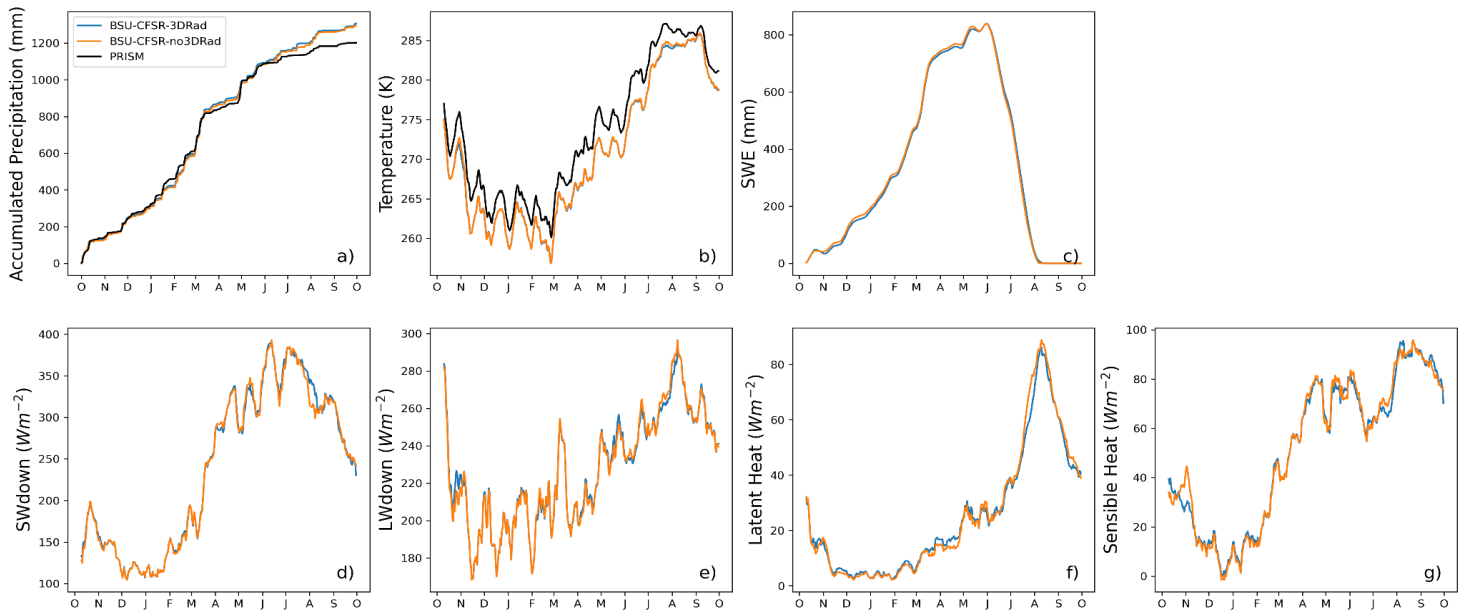 BSU-CFSR-3DRad
BSU-CFSR-no3DRad
PRISM
Accumulated Precipitation (mm)
0
200
400
600
800
1000
1200
O N D J F M A M J J A S O
a)
Temperature (K)
260
265
270
275
280
285
O N D J F M A M J J A S O
b)
SWE (mm)
0
200
400
600
800
O N D J F M A M J J A S O
c)
SWdown (Wm⁻²)
100
150
200
250
300
350
400
O N D J F M A M J J A S O
d)
LWdown (Wm⁻²)
180
200
220
240
260
280
300
O N D J F M A M J J A S O
e)
Latent Heat (Wm⁻²)
0
20
40
60
80
O N D J F M A M J J A S O
f)
Sensible Heat (Wm⁻²)
0
20
40
60
80
100
O N D J F M A M J J A S O
g)